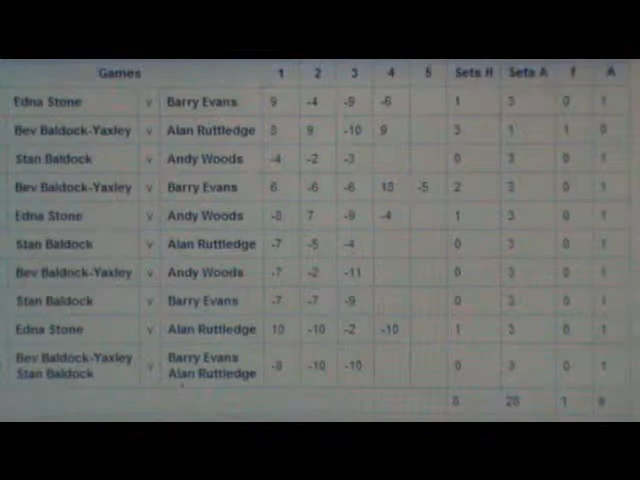 Games 1 2 3 4 5 Sets H Sets A f A
Edna Stone v Barry Evans 9 -4 -9 -6 1 3 0 1
Bev Baldock-Yaxley v Alan Ruttledge 8 9 -10 9 3 1 1 0
Stan Baldock v Andy Woods -4 -2 -3 0 3 0 1
Bev Baldock-Yaxley v Barry Evans 6 -6 -6 -5 2 3 0 1
Edna Stone v Andy Woods -8 7 -9 -4 1 3 0 1
Stan Baldock v Alan Ruttledge -7 -5 -4 0 3 0 1
Bev Baldock-Yaxley v Andy Woods -7 -2 -11 0 3 0 1
Stan Baldock v Barry Evans -7 -7 -9 0 3 0 1
Edna Stone v Alan Ruttledge 10 -10 -2 -10 1 3 0 1
Bev Baldock-Yaxley Barry Evans
v -8 -10 -10 0 3 0 1
Stan Baldock Alan Ruttledge
8 28 1 9